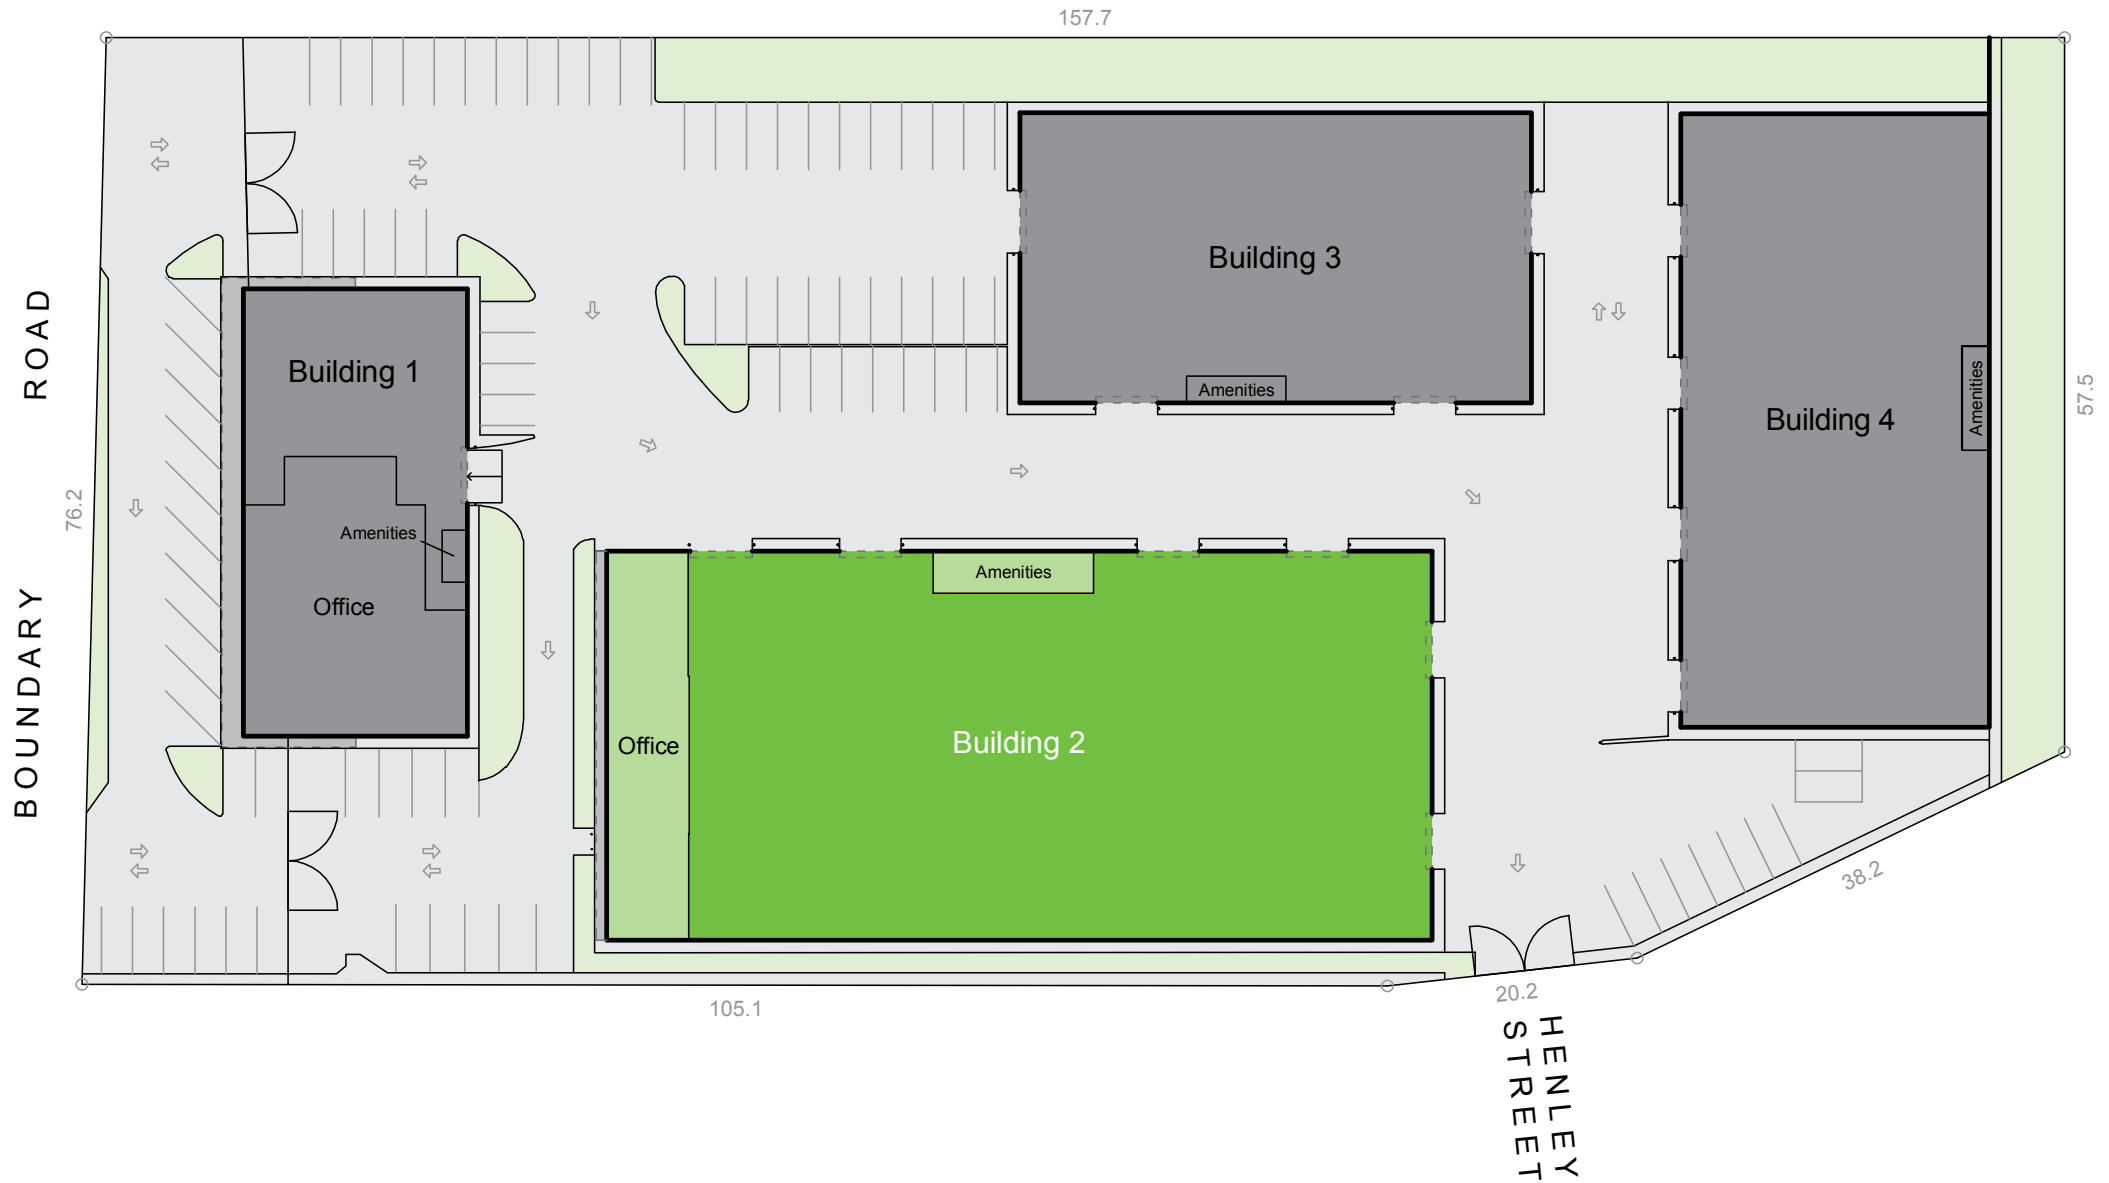 157.7
ROAD
BOUNDARY
76.2
Building 1
Amenities
Office
Building 3
Amenities
Building 4
Amenities
57.5
Amenities
Office
Building 2
38.2
20.2
105.1
HENLEY
STREET